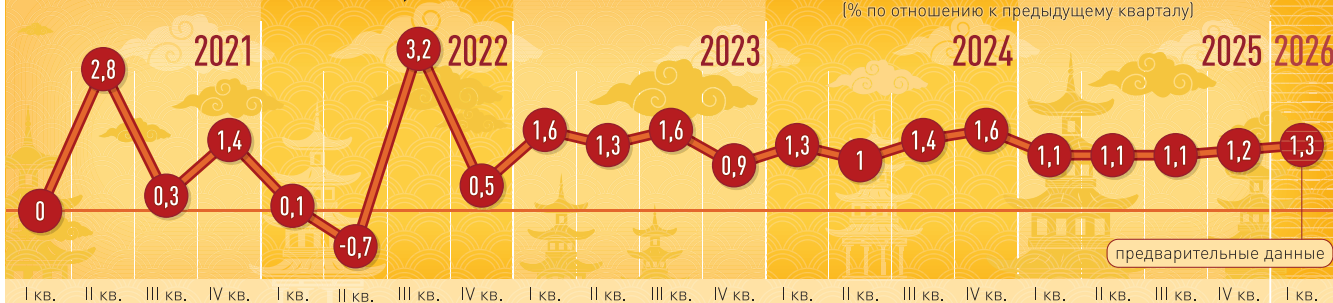 (% по отношению к предыдущему кварталу)
2021 2022 2023 2024 2025 2026
0 2,8 0,3 1,4 0,1 -0,7 3,2 0,5 1,6 1,3 1,6 0,9 1,3 1 1,4 1,6 1,1 1,1 1,1 1,2 1,3
предварительные данные
I кв. II кв. III кв. IV кв. I кв. II кв. III кв. IV кв. I кв. II кв. III кв. IV кв. I кв. II кв. III кв. IV кв. I кв. II кв. III кв. IV кв. I кв.